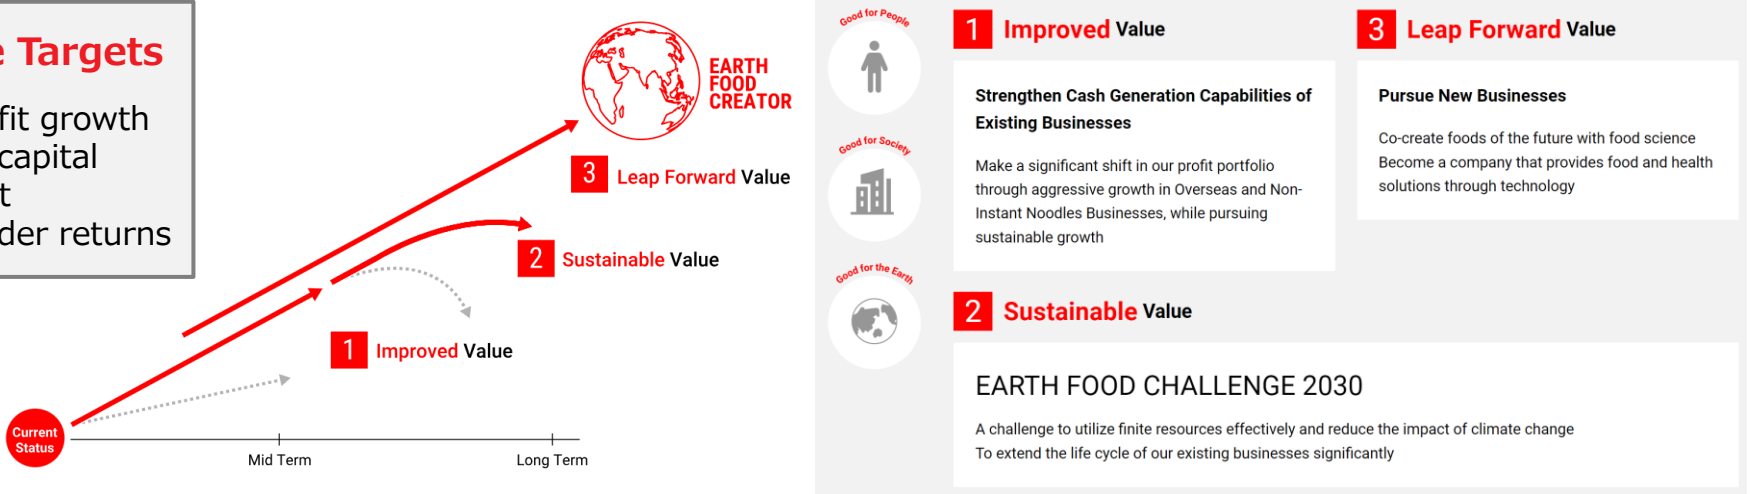 e Targets
fit growth
capital
t
der returns
EARTH
FOOD
CREATOR
3 Leap Forward Value
2 Sustainable Value
1 Improved Value
Current
Status
Mid Term
Long Term
Good for People
Good for Society
Good for the Earth
1 Improved Value
Strengthen Cash Generation Capabilities of
Existing Businesses
Make a significant shift in our profit portfolio
through aggressive growth in Overseas and Non-
Instant Noodles Businesses, while pursuing
sustainable growth
3 Leap Forward Value
Pursue New Businesses
Co-create foods of the future with food science
Become a company that provides food and health
solutions through technology
2 Sustainable Value
EARTH FOOD CHALLENGE 2030
A challenge to utilize finite resources effectively and reduce the impact of climate change
To extend the life cycle of our existing businesses significantly